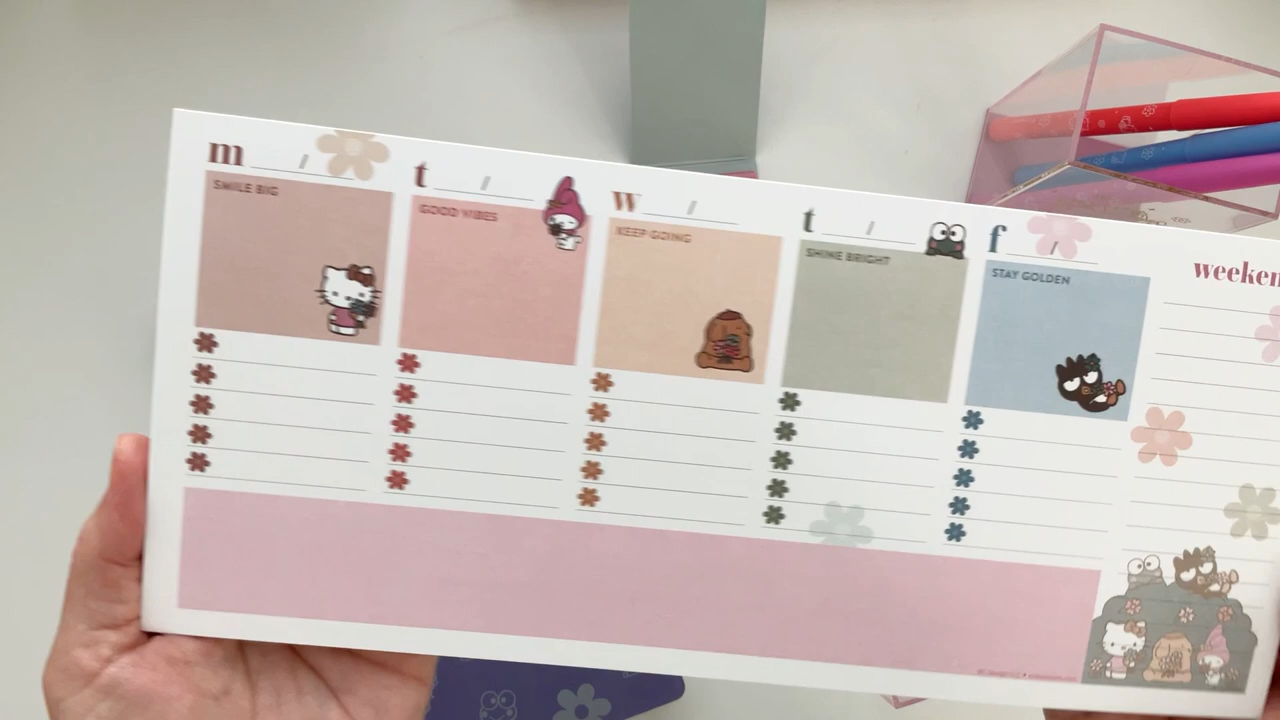 m / t / w / t / f / weeken
SMILE BIG
GOOD VIBES
KEEP GOING
SHINE BRIGHT
STAY GOLDEN